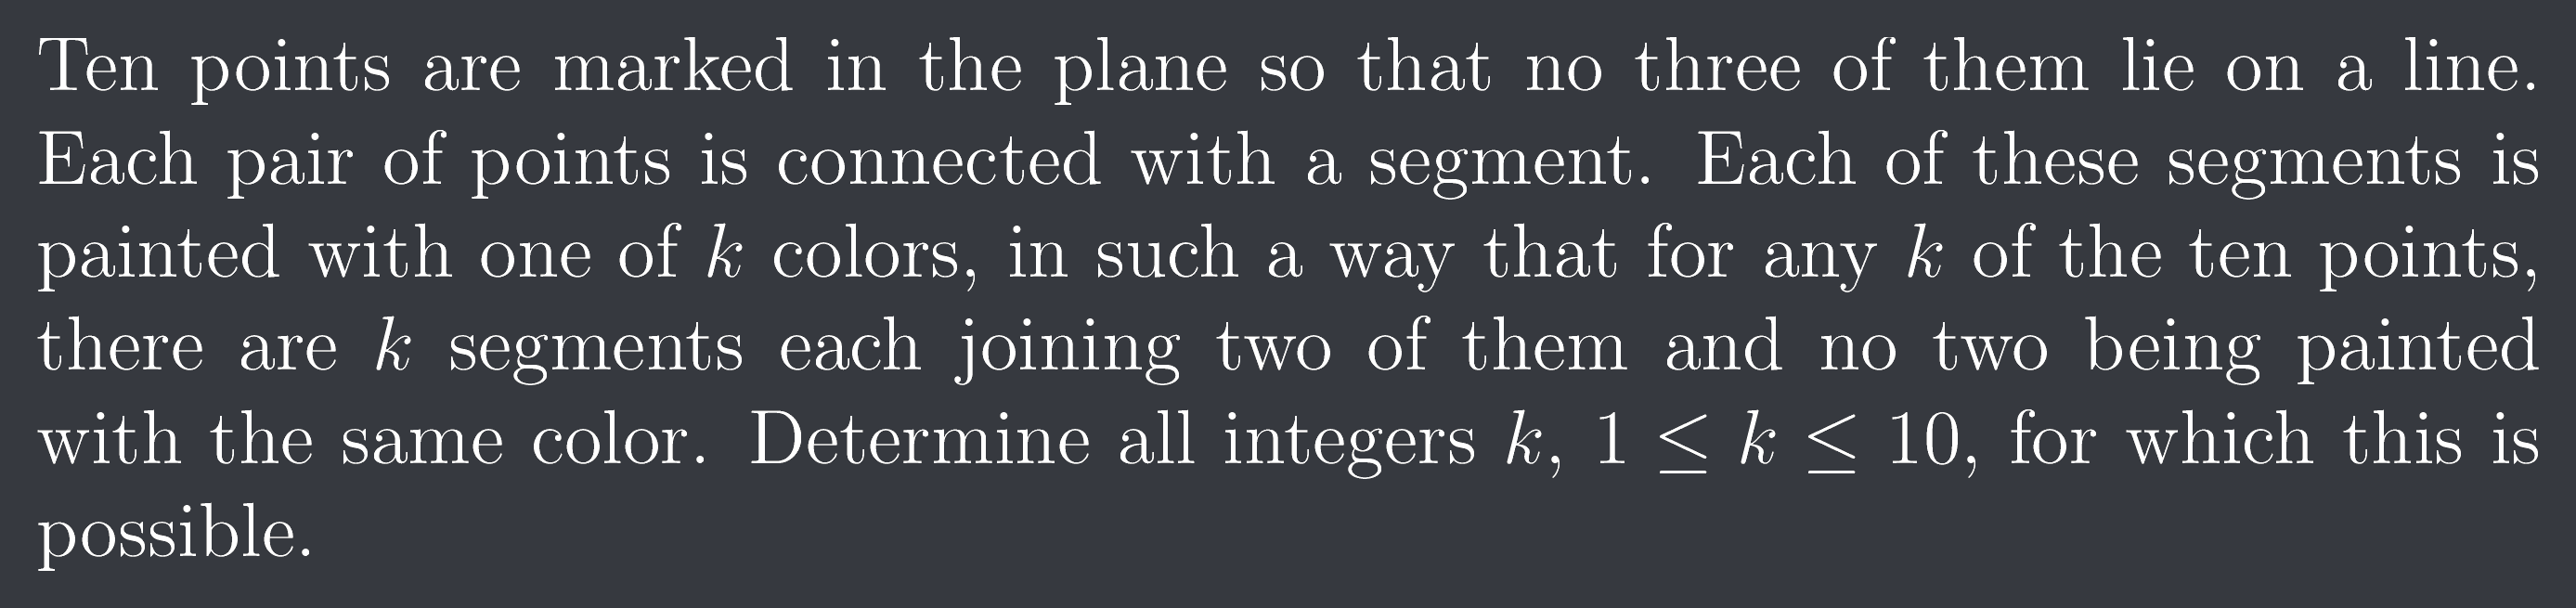 Ten points are marked in the plane so that no three of them lie on a line.
Each pair of points is connected with a segment. Each of these segments is
painted with one of k colors, in such a way that for any k of the ten points,
there are k segments each joining two of them and no two being painted
with the same color. Determine all integers k, 1 ≤ k ≤ 10, for which this is
possible.